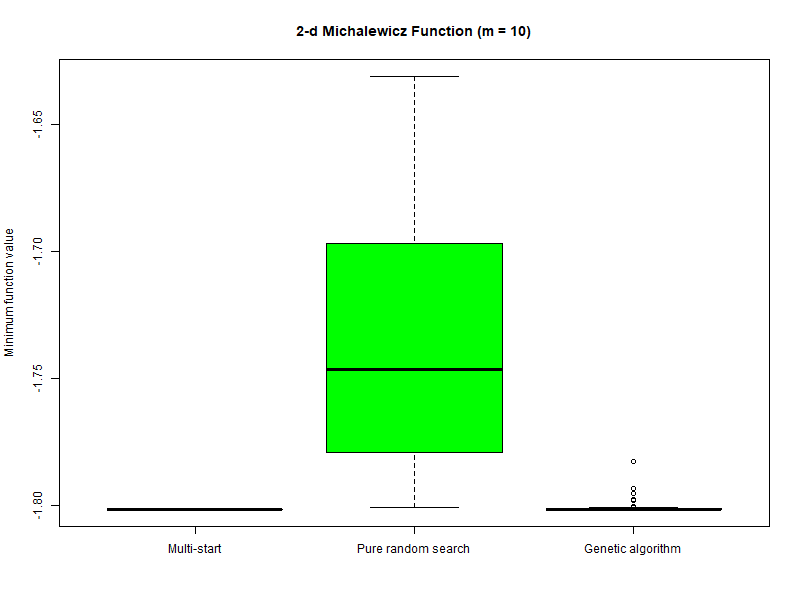 2-d Michalewicz Function (m = 10)
Minimum function value
-1.65
-1.70
-1.75
-1.80
Multi-start
Pure random search
Genetic algorithm